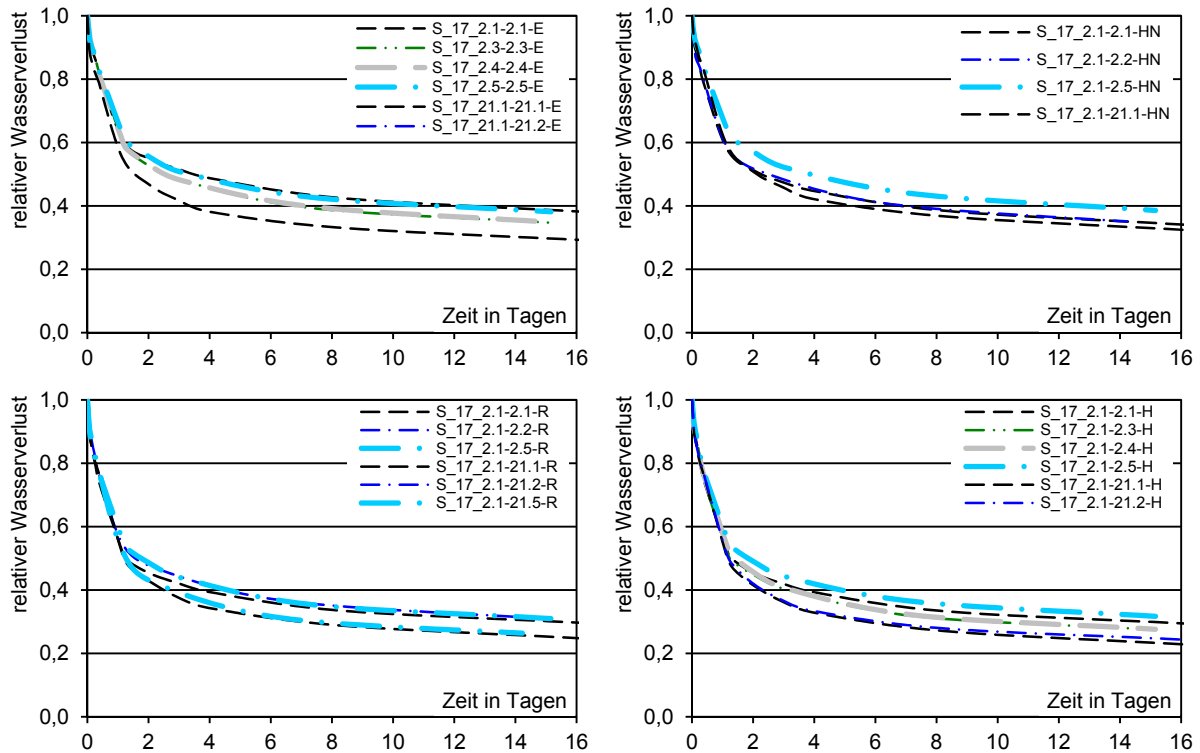 relativer Wasserverlust
1,0
0,8
0,6
0,4
0,2
0,0
S_17_2.1-2.1-E
S_17_2.3-2.3-E
S_17_2.4-2.4-E
S_17_2.5-2.5-E
S_17_21.1-21.1-E
S_17_21.1-21.2-E
Zeit in Tagen
0 2 4 6 8 10 12 14 16
relativer Wasserverlust
1,0
0,8
0,6
0,4
0,2
0,0
S_17_2.1-2.1-HN
S_17_2.1-2.2-HN
S_17_2.1-2.5-HN
S_17_2.1-21.1-HN
Zeit in Tagen
0 2 4 6 8 10 12 14 16
relativer Wasserverlust
1,0
0,8
0,6
0,4
0,2
0,0
S_17_2.1-2.1-R
S_17_2.1-2.2-R
S_17_2.1-2.5-R
S_17_2.1-21.1-R
S_17_2.1-21.2-R
S_17_2.1-21.5-R
Zeit in Tagen
0 2 4 6 8 10 12 14 16
relativer Wasserverlust
1,0
0,8
0,6
0,4
0,2
0,0
S_17_2.1-2.1-H
S_17_2.1-2.3-H
S_17_2.1-2.4-H
S_17_2.1-2.5-H
S_17_2.1-21.1-H
S_17_2.1-21.2-H
Zeit in Tagen
0 2 4 6 8 10 12 14 16